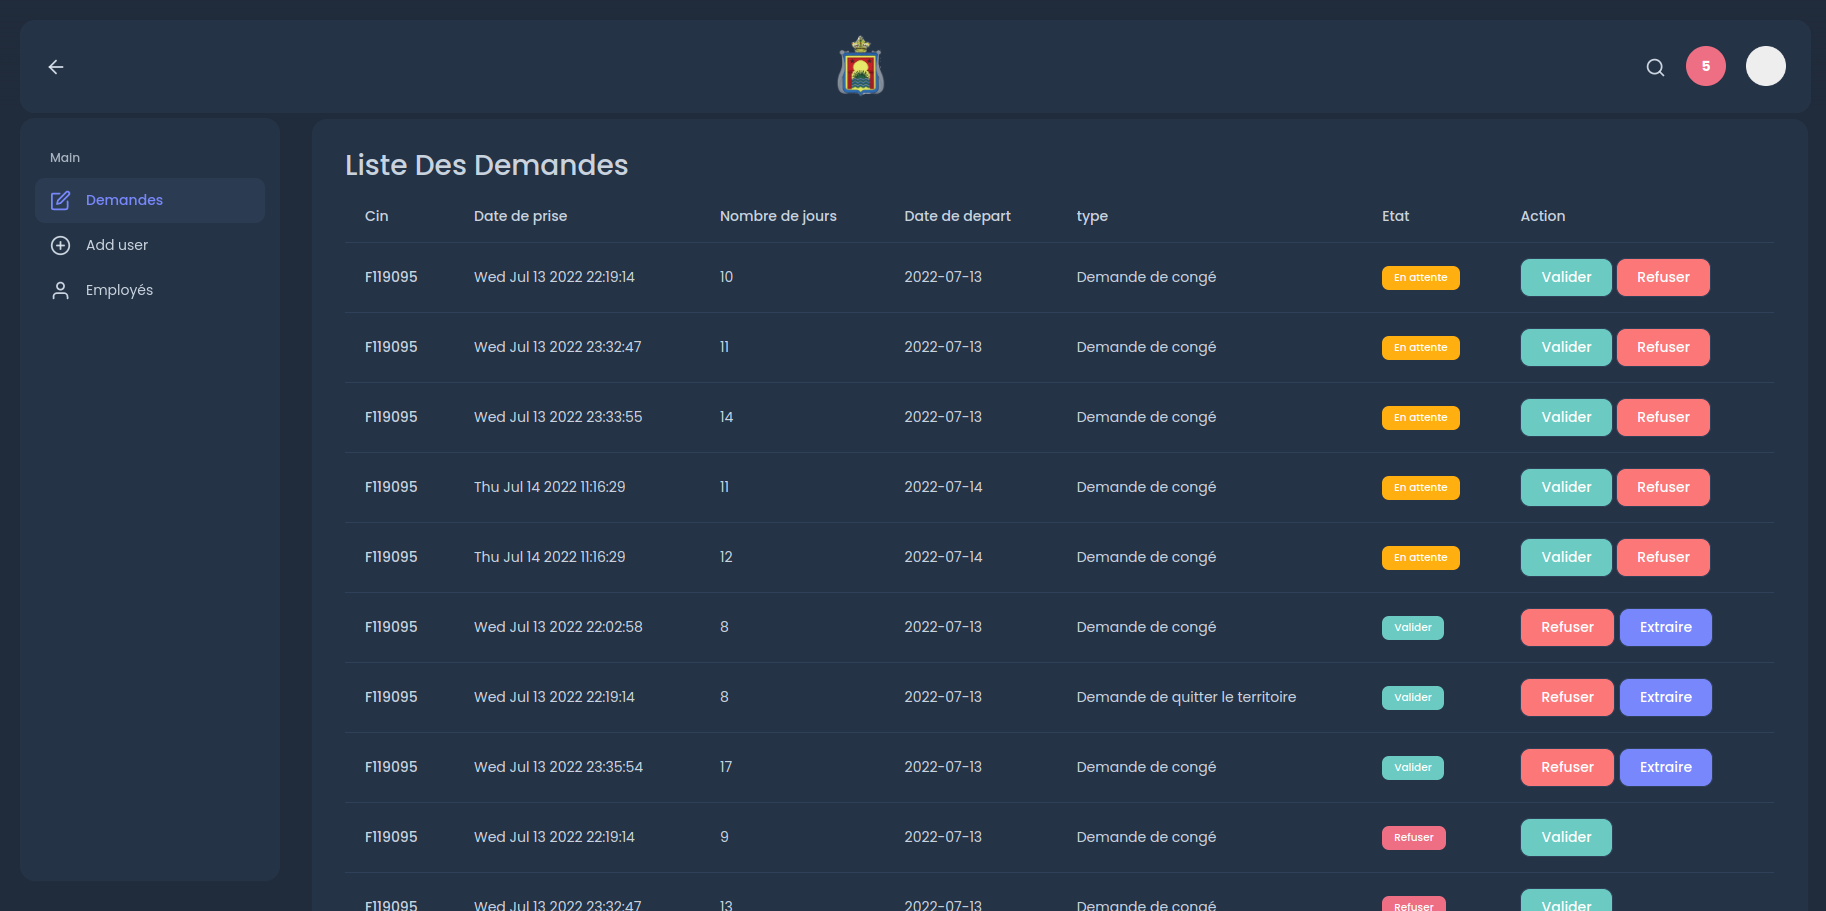 5
Main
Demandes
Add user
Employés
Liste Des Demandes
Cin Date de prise Nombre de jours Date de depart type Etat Action
F119095 Wed Jul 13 2022 22:19:14 10 2022-07-13 Demande de congé En attente Valider Refuser
F119095 Wed Jul 13 2022 23:32:47 11 2022-07-13 Demande de congé En attente Valider Refuser
F119095 Wed Jul 13 2022 23:33:55 14 2022-07-13 Demande de congé En attente Valider Refuser
F119095 Thu Jul 14 2022 11:16:29 11 2022-07-14 Demande de congé En attente Valider Refuser
F119095 Thu Jul 14 2022 11:16:29 12 2022-07-14 Demande de congé En attente Valider Refuser
F119095 Wed Jul 13 2022 22:02:58 8 2022-07-13 Demande de congé Valider Refuser Extraire
F119095 Wed Jul 13 2022 22:19:14 8 2022-07-13 Demande de quitter le territoire Valider Refuser Extraire
F119095 Wed Jul 13 2022 23:35:54 17 2022-07-13 Demande de congé Valider Refuser Extraire
F119095 Wed Jul 13 2022 22:19:14 9 2022-07-13 Demande de congé Refuser Valider
F119095 Wed Jul 13 2022 23:32:47 13 2022-07-13 Demande de congé Refuser Valider